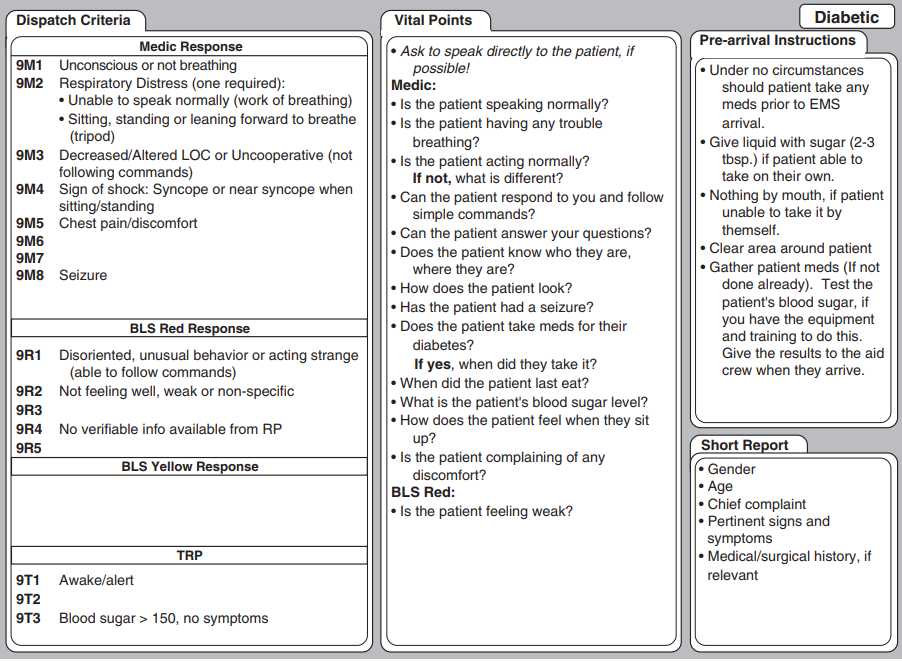 Diabetic
Dispatch Criteria
Medic Response
9M1 Unconscious or not breathing
9M2 Respiratory Distress (one required):
• Unable to speak normally (work of breathing)
• Sitting, standing or leaning forward to breathe
(tripod)
9M3 Decreased/Altered LOC or Uncooperative (not
following commands)
9M4 Sign of shock: Syncope or near syncope when
sitting/standing
9M5 Chest pain/discomfort
9M6
9M7
9M8 Seizure
BLS Red Response
9R1 Disoriented, unusual behavior or acting strange
(able to follow commands)
9R2 Not feeling well, weak or non-specific
9R3
9R4 No verifiable info available from RP
9R5
BLS Yellow Response
TRP
9T1 Awake/alert
9T2
9T3 Blood sugar > 150, no symptoms
Vital Points
• Ask to speak directly to the patient, if
possible!
Medic:
• Is the patient speaking normally?
• Is the patient having any trouble
breathing?
• Is the patient acting normally?
If not, what is different?
• Can the patient respond to you and follow
simple commands?
• Can the patient answer your questions?
• Does the patient know who they are,
where they are?
• How does the patient look?
• Has the patient had a seizure?
• Does the patient take meds for their
diabetes?
If yes, when did they take it?
• When did the patient last eat?
• What is the patient's blood sugar level?
• How does the patient feel when they sit
up?
• Is the patient complaining of any
discomfort?
BLS Red:
• Is the patient feeling weak?
Pre-arrival Instructions
• Under no circumstances
should patient take any
meds prior to EMS
arrival.
• Give liquid with sugar (2-3
tbsp.) if patient able to
take on their own.
• Nothing by mouth, if patient
unable to take it by
themself.
• Clear area around patient
• Gather patient meds (If not
done already). Test the
patient's blood sugar, if
you have the equipment
and training to do this.
Give the results to the aid
crew when they arrive.
Short Report
• Gender
• Age
• Chief complaint
• Pertinent signs and
symptoms
• Medical/surgical history, if
relevant